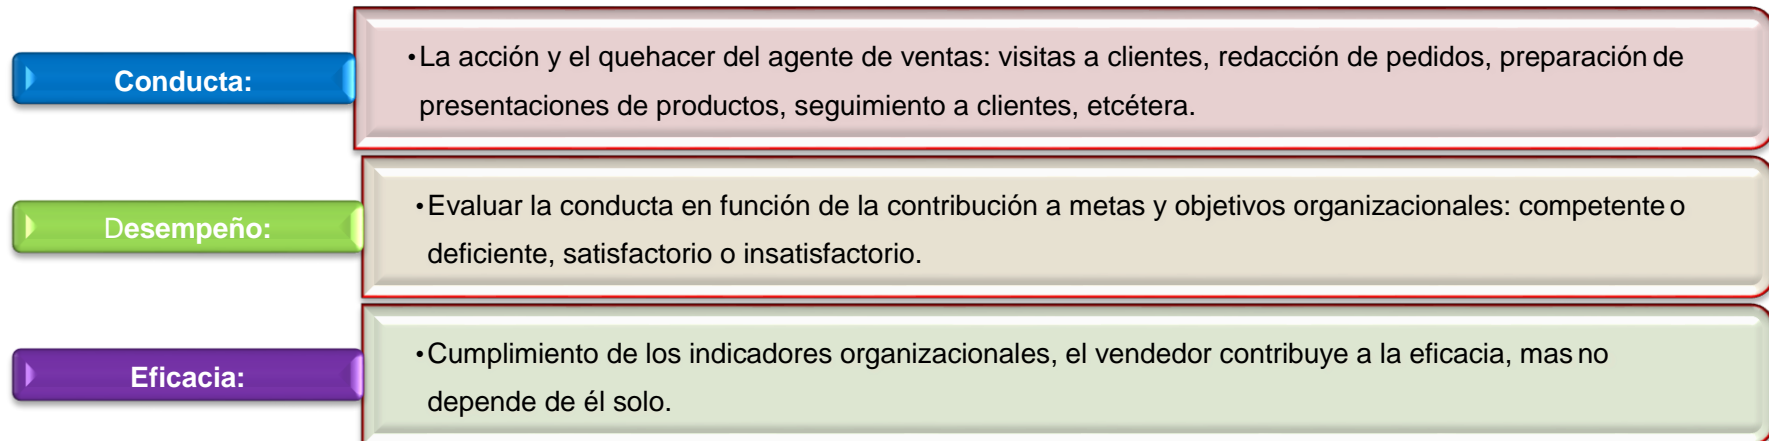 Conducta:
•La acción y el quehacer del agente de ventas: visitas a clientes, redacción de pedidos, preparación de
presentaciones de productos, seguimiento a clientes, etcétera.
Desempeño:
•Evaluar la conducta en función de la contribución a metas y objetivos organizacionales: competente o
deficiente, satisfactorio o insatisfactorio.
Eficacia:
•Cumplimiento de los indicadores organizacionales, el vendedor contribuye a la eficacia, mas no
depende de él solo.